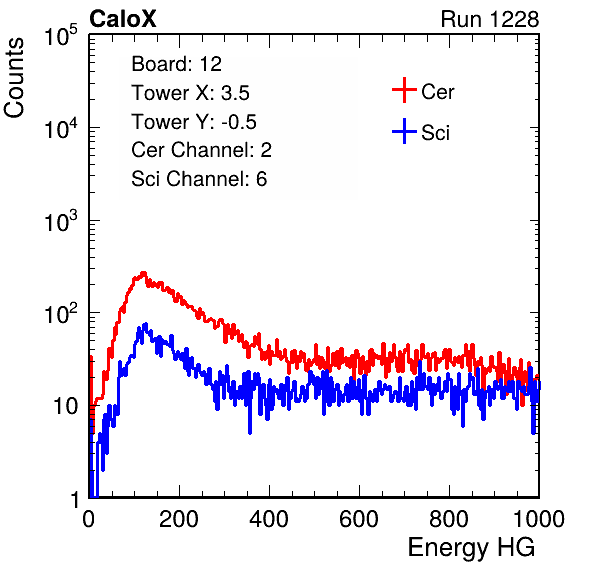 CaloX Run 1228
Counts
10^5
10^4
10^3
10^2
10
1
Board: 12
Tower X: 3.5
Tower Y: -0.5
Cer Channel: 2
Sci Channel: 6
Cer
Sci
0 200 400 600 800 1000
Energy HG